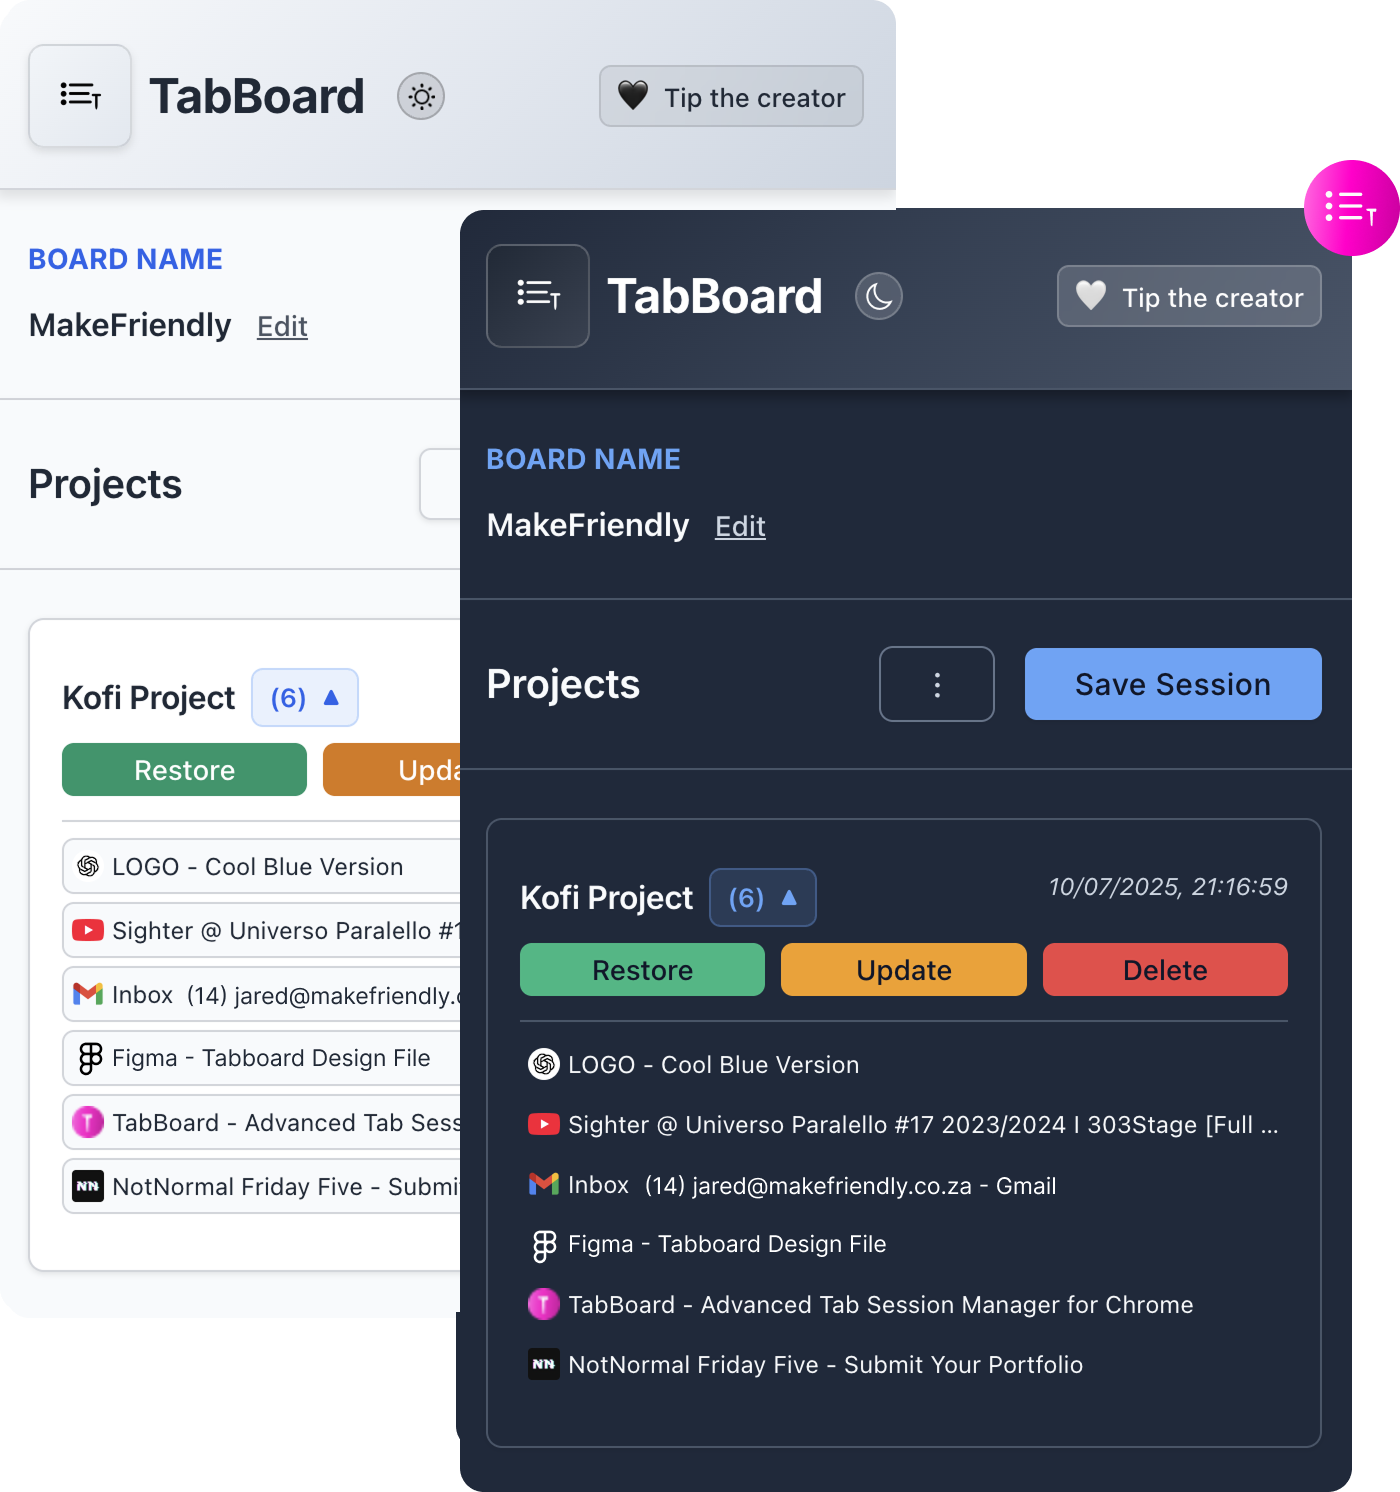 TabBoard
Tip the creator
BOARD NAME
MakeFriendly Edit
Projects
Kofi Project (6)
Restore Upda
LOGO - Cool Blue Version
Sighter @ Universo Paralello #1
Inbox (14) jared@makefriendly.c
Figma - Tabboard Design File
TabBoard - Advanced Tab Sess
NotNormal Friday Five - Submi
T
TabBoard
Tip the creator
BOARD NAME
MakeFriendly Edit
Projects
Save Session
Kofi Project (6) 10/07/2025, 21:16:59
Restore Update Delete
LOGO - Cool Blue Version
Sighter @ Universo Paralello #17 2023/2024 I 303Stage [Full ...
Inbox (14) jared@makefriendly.co.za - Gmail
Figma - Tabboard Design File
TabBoard - Advanced Tab Session Manager for Chrome
NotNormal Friday Five - Submit Your Portfolio